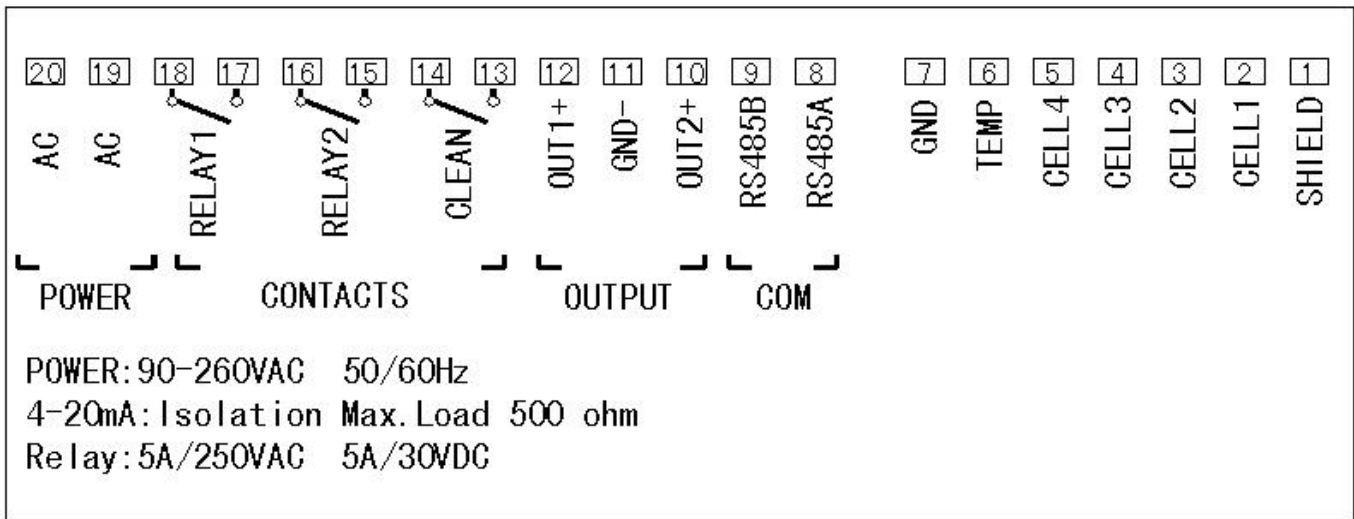 20 19 18 17 16 15 14 13 12 11 10 9 8 7 6 5 4 3 2 1
AC AC RELAY1 RELAY2 CLEAN OUT1+ GND- OUT2+ RS485B RS485A GND TEMP CELL4 CELL3 CELL2 CELL1 SHIELD
POWER CONTACTS OUTPUT COM
POWER:90-260VAC 50/60Hz
4-20mA:Isolation Max.Load 500 ohm
Relay:5A/250VAC 5A/30VDC